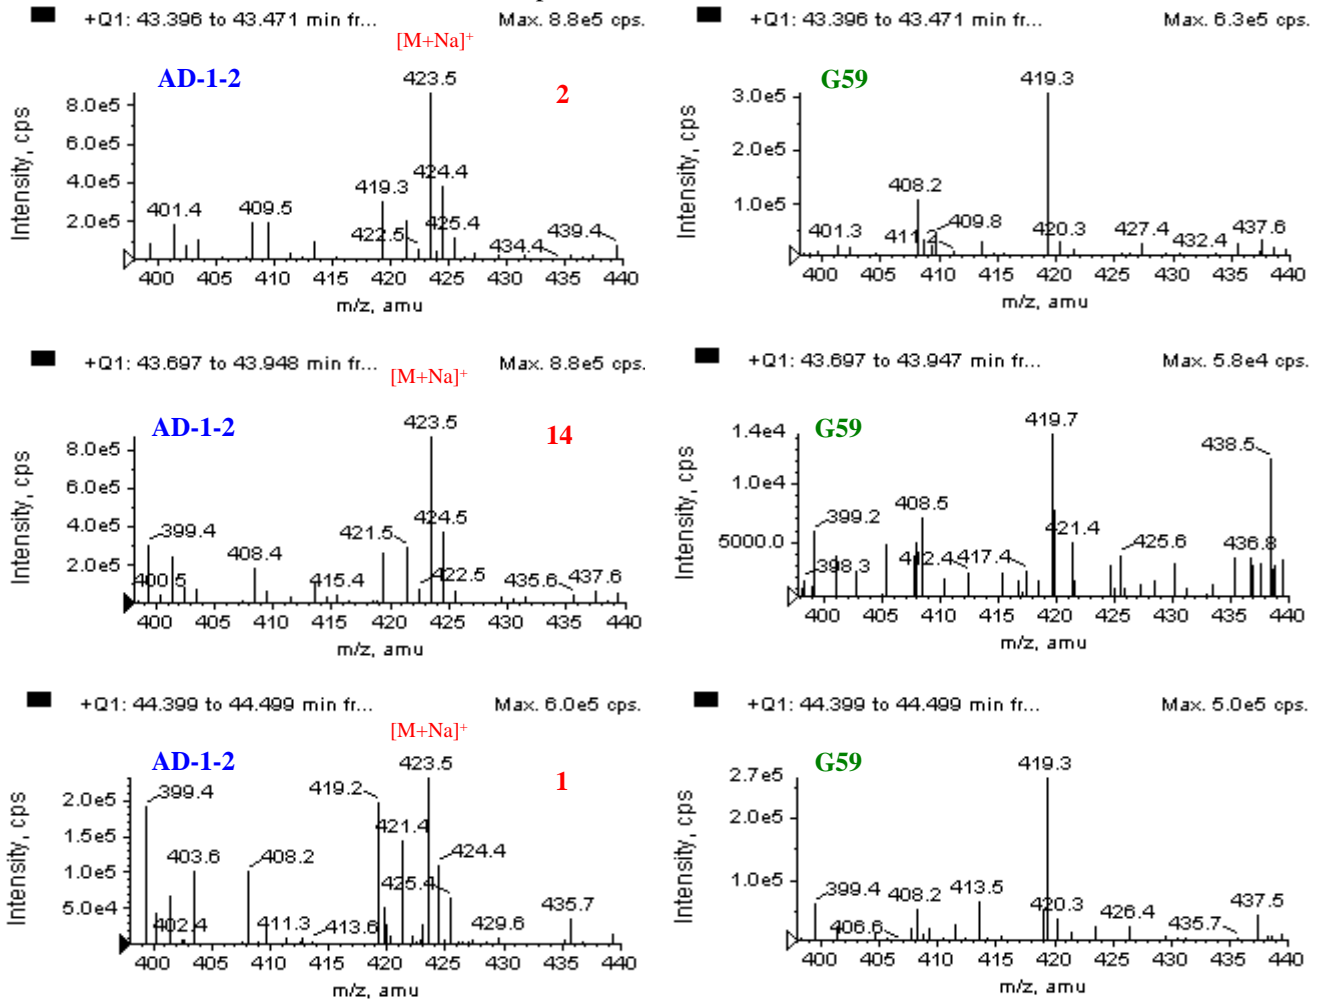 +Q1: 43.396 to 43.471 min fr... Max. 8.8e5 cps.
[M+Na]+
AD-1-2
2
423.5
8.0e5
6.0e5
4.0e5
2.0e5
Intensity, cps
401.4
409.5
419.3
422.5
424.4
425.4
434.4
439.4
400 405 410 415 420 425 430 435 440
m/z, amu
+Q1: 43.396 to 43.471 min fr... Max. 6.3e5 cps.
G59
419.3
3.0e5
2.0e5
1.0e5
Intensity, cps
401.3
408.2
411.2
409.8
420.3
427.4
432.4
437.6
400 405 410 415 420 425 430 435 440
m/z, amu
+Q1: 43.697 to 43.948 min fr... Max. 8.8e5 cps.
[M+Na]+
AD-1-2
14
423.5
8.0e5
6.0e5
4.0e5
2.0e5
Intensity, cps
399.4
400.5
408.4
415.4
421.5
424.5
422.5
435.6
437.6
400 405 410 415 420 425 430 435 440
m/z, amu
+Q1: 43.697 to 43.947 min fr... Max. 5.8e4 cps.
G59
419.7
438.5
1.4e4
1.0e4
5000.0
Intensity, cps
399.2
398.3
408.5
412.4
417.4
421.4
425.6
436.8
400 405 410 415 420 425 430 435 440
m/z, amu
+Q1: 44.399 to 44.499 min fr... Max. 6.0e5 cps.
[M+Na]+
AD-1-2
1
423.5
2.0e5
1.5e5
1.0e5
5.0e4
Intensity, cps
399.4
402.4
403.6
408.2
411.3
413.6
419.2
421.4
425.4
424.4
429.6
435.7
400 405 410 415 420 425 430 435 440
m/z, amu
+Q1: 44.399 to 44.499 min fr... Max. 5.0e5 cps.
G59
419.3
2.7e5
2.0e5
1.0e5
Intensity, cps
399.4
406.6
408.2
413.5
420.3
426.4
435.7
437.5
400 405 410 415 420 425 430 435 440
m/z, amu